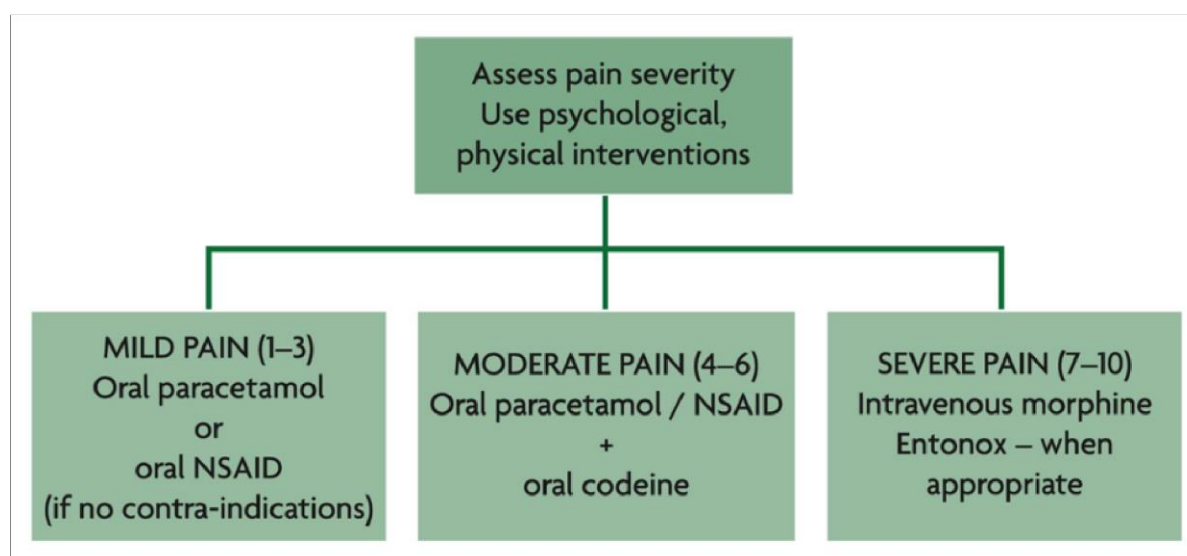 Assess pain severity
Use psychological,
physical interventions
MILD PAIN (1–3)
Oral paracetamol
or
oral NSAID
(if no contra-indications)
MODERATE PAIN (4–6)
Oral paracetamol / NSAID
+
oral codeine
SEVERE PAIN (7–10)
Intravenous morphine
Entonox – when
appropriate